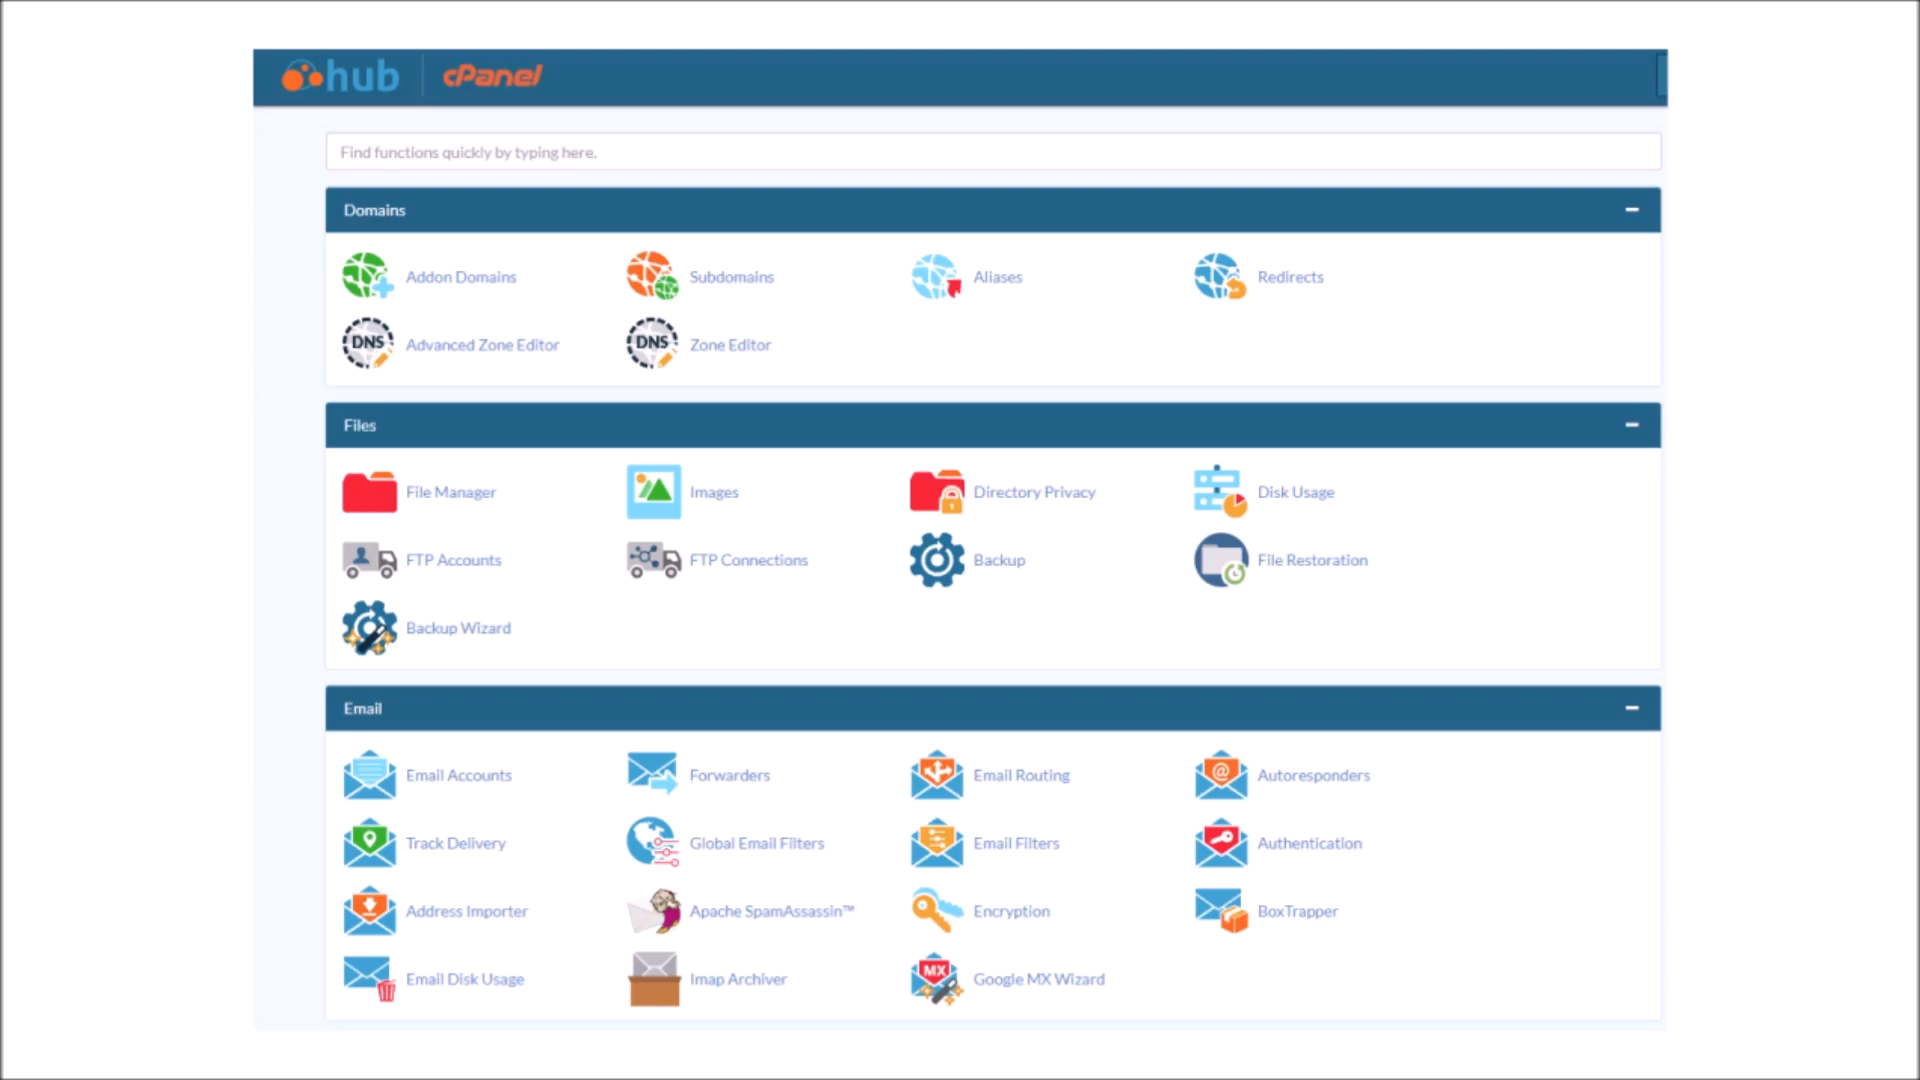 hub cPanel
Find functions quickly by typing here.
Domains
Addon Domains Subdomains Aliases Redirects
DNS Advanced Zone Editor DNS Zone Editor
Files
File Manager Images Directory Privacy Disk Usage
FTP Accounts FTP Connections Backup File Restoration
Backup Wizard
Email
Email Accounts Forwarders Email Routing @ Autoresponders
Track Delivery Global Email Filters Email Filters Authentication
Address Importer Apache SpamAssassin™ Encryption BoxTrapper
Email Disk Usage Imap Archiver MX Google MX Wizard